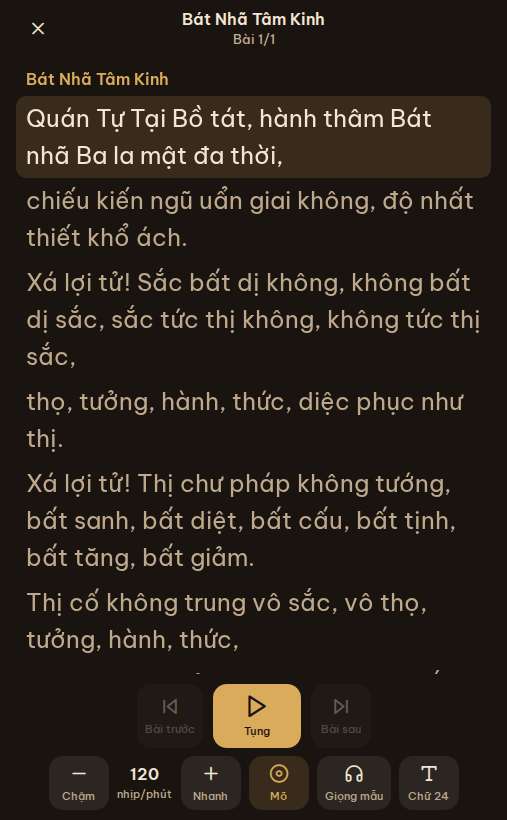 Bát Nhã Tâm Kinh
Bài 1/1
Bát Nhã Tâm Kinh
Quán Tự Tại Bồ tát, hành thâm Bát
nhã Ba la mật đa thời,
chiếu kiến ngũ uẩn giai không, độ nhất
thiết khổ ách.
Xá lợi tử! Sắc bất dị không, không bất
dị sắc, sắc tức thị không, không tức thị
sắc,
thọ, tưởng, hành, thức, diệc phục như
thị.
Xá lợi tử! Thị chư pháp không tướng,
bất sanh, bất diệt, bất cấu, bất tịnh,
bất tăng, bất giảm.
Thị cố không trung vô sắc, vô thọ,
tưởng, hành, thức,
Bài trước
Tụng
Bài sau
Chậm
120
nhịp/phút
Nhanh
Mõ
Giọng mẫu
Chữ 24